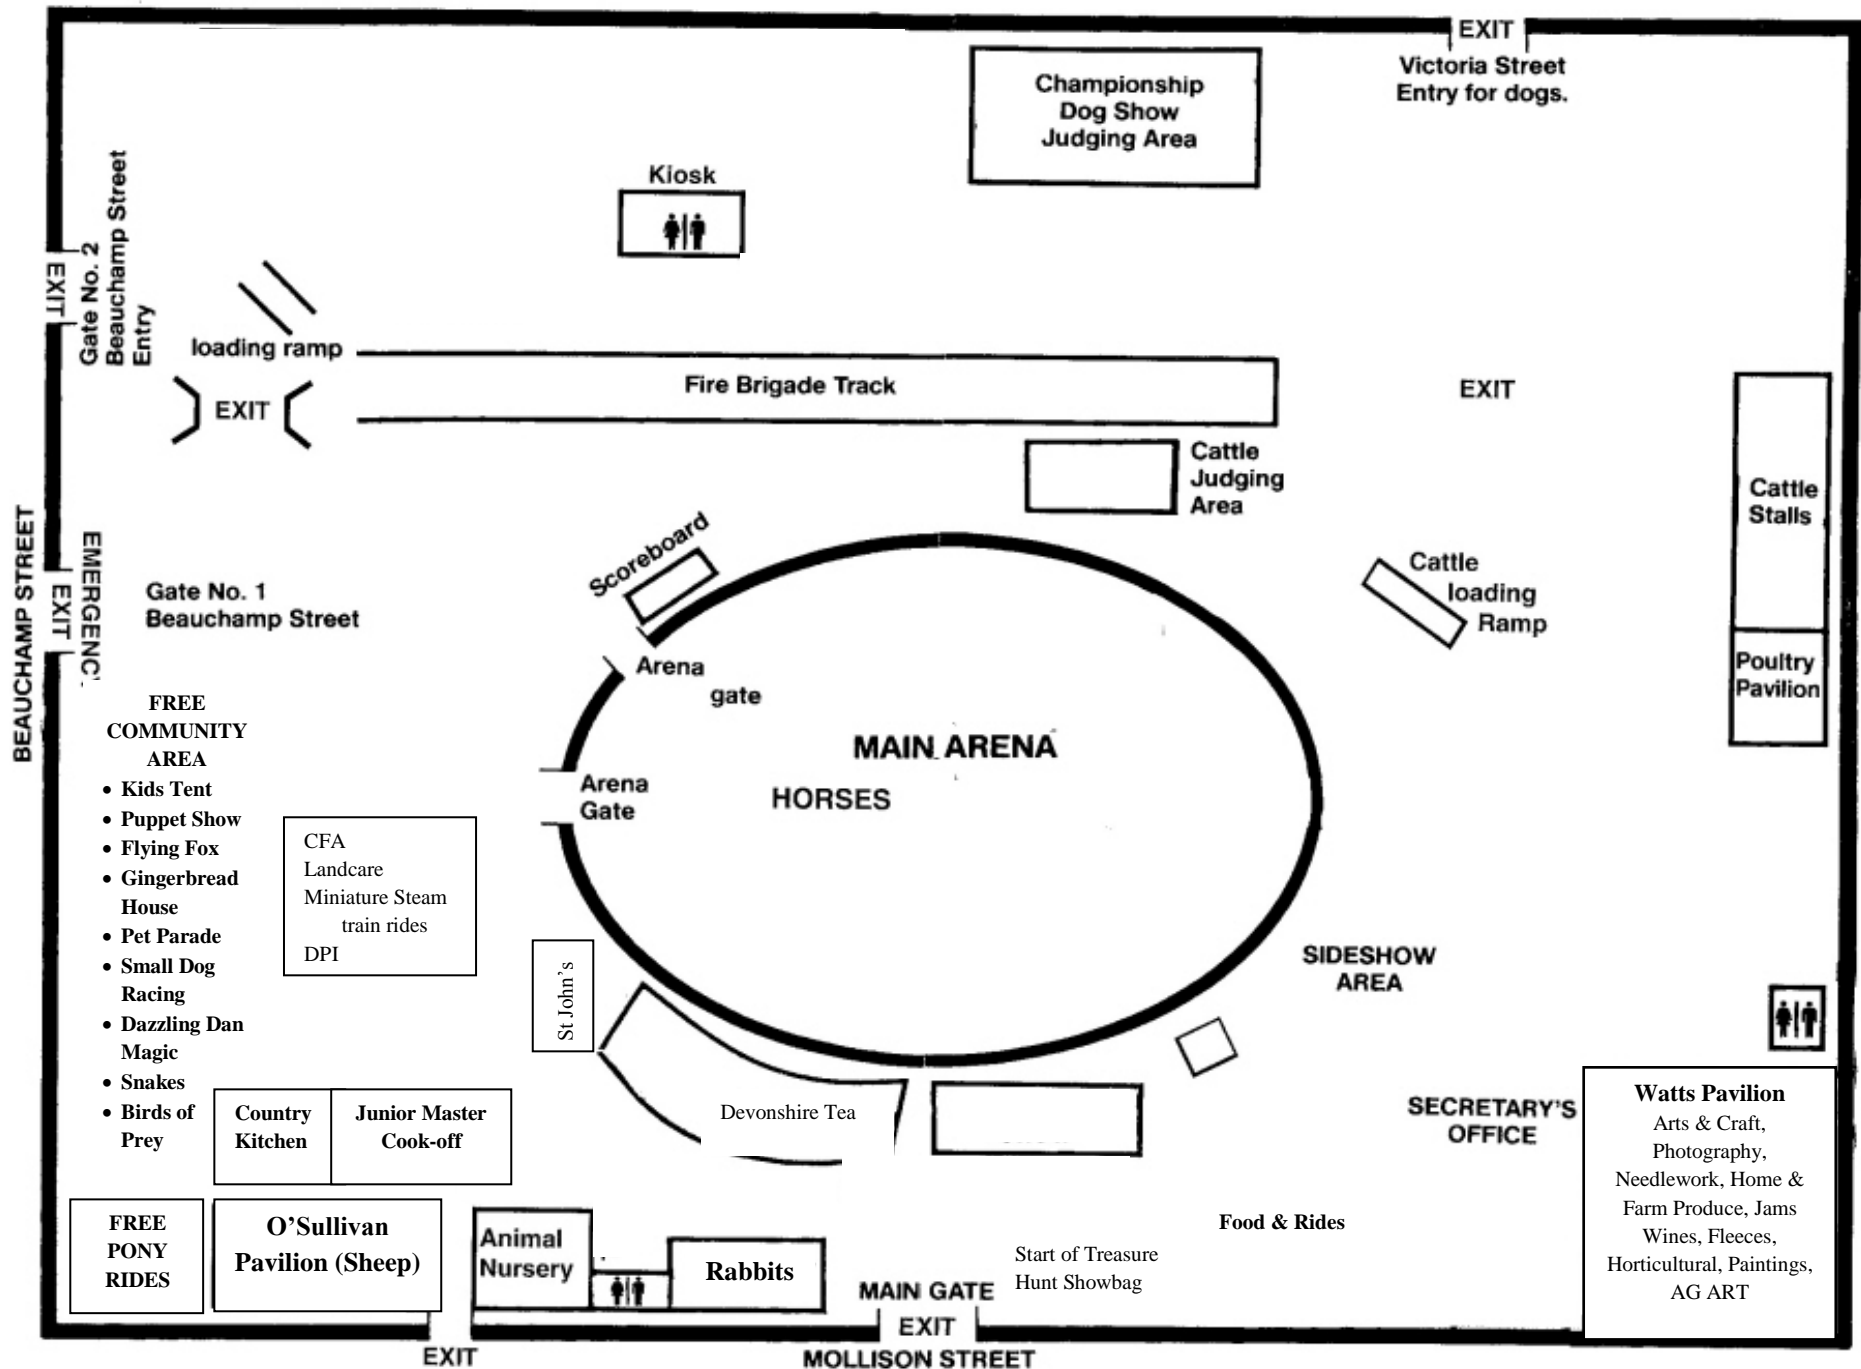 EXIT
Victoria Street
Entry for dogs.
Championship
Dog Show
Judging Area
Kiosk
EXIT
Gate No. 2
Beauchamp Street
Entry
loading ramp
EXIT
Fire Brigade Track
EXIT
Cattle
Judging
Area
Cattle
Stalls
Poultry
Pavilion
Cattle
loading
Ramp
Scoreboard
BEAUCHAMP STREET
EXIT
EMERGENC
Gate No. 1
Beauchamp Street
Arena
gate
MAIN ARENA
HORSES
Arena
Gate
FREE
COMMUNITY
AREA
• Kids Tent
• Puppet Show
• Flying Fox
• Gingerbread
House
• Pet Parade
• Small Dog
Racing
• Dazzling Dan
Magic
• Snakes
• Birds of
Prey
CFA
Landcare
Miniature Steam
train rides
DPI
St John's
SIDESHOW
AREA
Country
Kitchen
Junior Master
Cook-off
Devonshire Tea
SECRETARY'S
OFFICE
Watts Pavilion
Arts & Craft,
Photography,
Needlework, Home &
Farm Produce, Jams
Wines, Fleeces,
Horticultural, Paintings,
AG ART
FREE
PONY
RIDES
O'Sullivan
Pavilion (Sheep)
Animal
Nursery
Rabbits
Food & Rides
Start of Treasure
Hunt Showbag
MAIN GATE
EXIT
EXIT
MOLLISON STREET